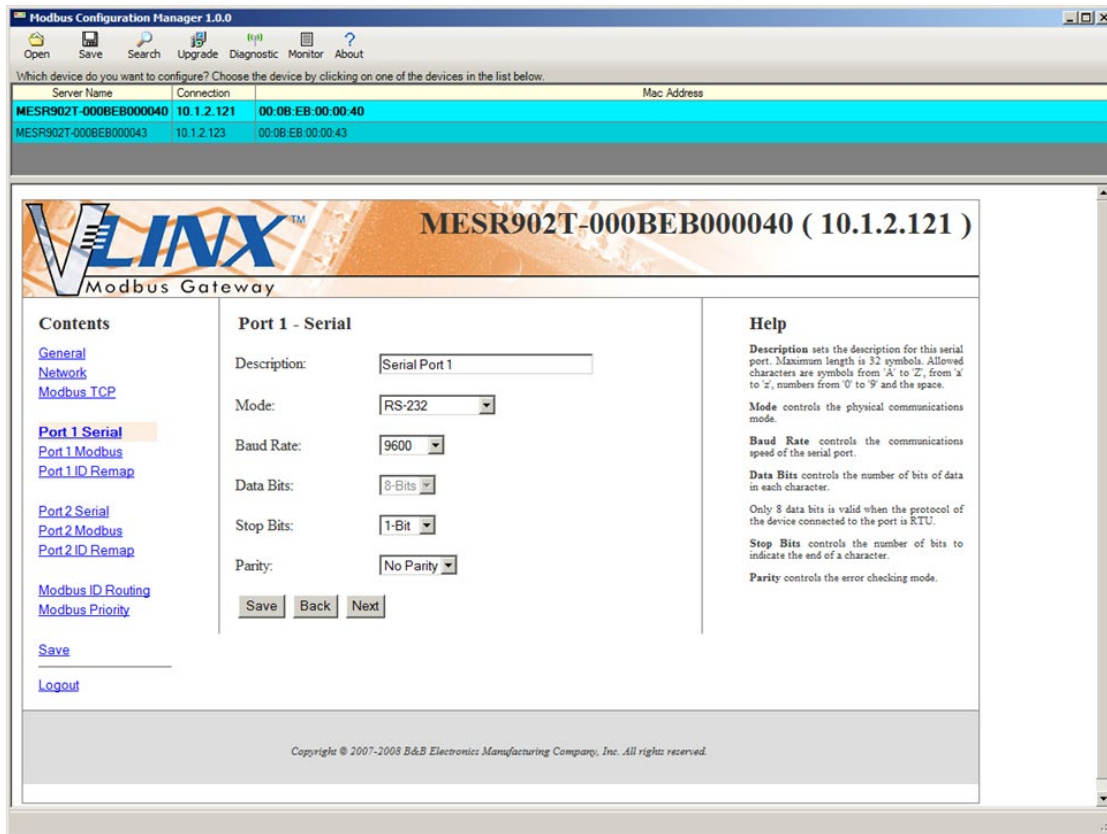 Modbus Configuration Manager 1.0.0
Open Save Search Upgrade Diagnostic Monitor About
Which device do you want to configure? Choose the device by clicking on one of the devices in the list below.
Server Name Connection Mac Address
MESR902T-000BEB000040 10.1.2.121 00:0B:EB:00:00:40
MESR902T-000BEB000043 10.1.2.123 00:0B:EB:00:00:43
VLINX™
Modbus Gateway
MESR902T-000BEB000040 ( 10.1.2.121 )
Contents
General
Network
Modbus TCP
Port 1 Serial
Port 1 Modbus
Port 1 ID Remap
Port 2 Serial
Port 2 Modbus
Port 2 ID Remap
Modbus ID Routing
Modbus Priority
Save
Logout
Port 1 - Serial
Description: Serial Port 1
Mode: RS-232
Baud Rate: 9600
Data Bits: 8-Bits
Stop Bits: 1-Bit
Parity: No Parity
Save Back Next
Help
Description sets the description for this serial
port. Maximum length is 32 symbols. Allowed
characters are symbols from 'A' to 'Z', from 'a'
to 'z', numbers from '0' to '9' and the space.
Mode controls the physical communications
mode.
Baud Rate controls the communications
speed of the serial port.
Data Bits controls the number of bits of data
in each character.
Only 8 data bits is valid when the protocol of
the device connected to the port is RTU.
Stop Bits controls the number of bits to
indicate the end of a character.
Parity controls the error checking mode.
Copyright © 2007-2008 B&B Electronics Manufacturing Company, Inc. All rights reserved.